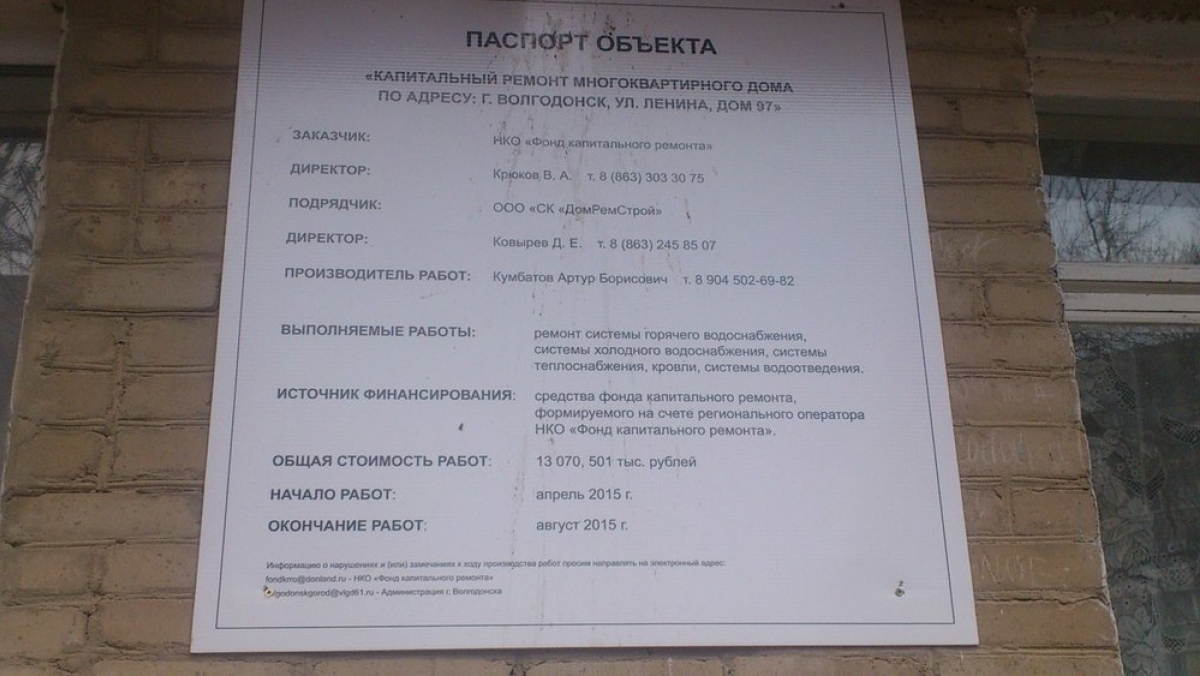 ПАСПОРТ ОБЪЕКТА
«КАПИТАЛЬНЫЙ РЕМОНТ МНОГОКВАРТИРНОГО ДОМА
ПО АДРЕСУ: Г. ВОЛГОДОНСК, УЛ. ЛЕНИНА, ДОМ 97»
ЗАКАЗЧИК: НКО «Фонд капитального ремонта»
ДИРЕКТОР: Крюков В. А. т. 8 (863) 303 30 75
ПОДРЯДЧИК: ООО «СК «ДомРемСтрой»
ДИРЕКТОР: Ковырев Д. Е. т. 8 (863) 245 85 07
ПРОИЗВОДИТЕЛЬ РАБОТ: Кумбатов Артур Борисович т. 8 904 502-69-82
ВЫПОЛНЯЕМЫЕ РАБОТЫ: ремонт системы горячего водоснабжения,
системы холодного водоснабжения, системы
теплоснабжения, кровли, системы водоотведения.
ИСТОЧНИК ФИНАНСИРОВАНИЯ: средства фонда капитального ремонта,
формируемого на счете регионального оператора
НКО «Фонд капитального ремонта».
ОБЩАЯ СТОИМОСТЬ РАБОТ: 13 070, 501 тыс. рублей
НАЧАЛО РАБОТ: апрель 2015 г.
ОКОНЧАНИЕ РАБОТ: август 2015 г.
Информацию о нарушениях и (или) замечаниях к ходу производства работ просим направлять на электронный адрес:
fondkrro@donland.ru - НКО «Фонд капитального ремонта»
volgodonskgorod@vlgd61.ru - Администрация г. Волгодонска